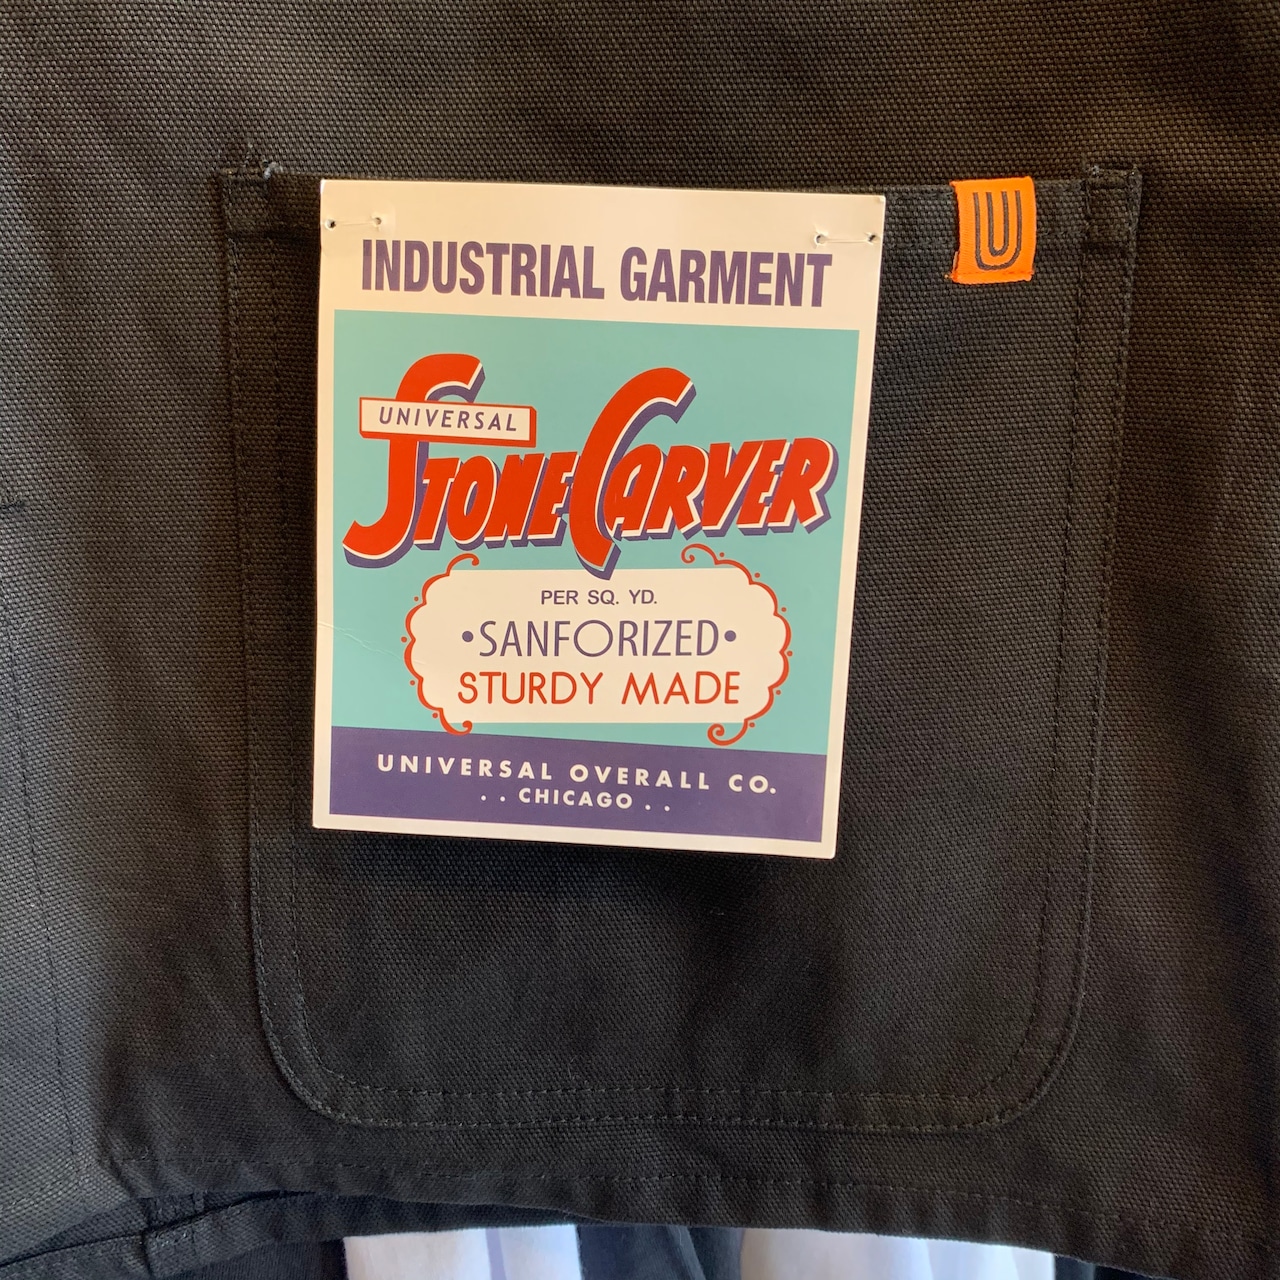 INDUSTRIAL GARMENT
UNIVERSAL
STONE CARVER
PER SQ. YD.
•SANFORIZED•
STURDY MADE
UNIVERSAL OVERALL CO.
. . CHICAGO . .
U